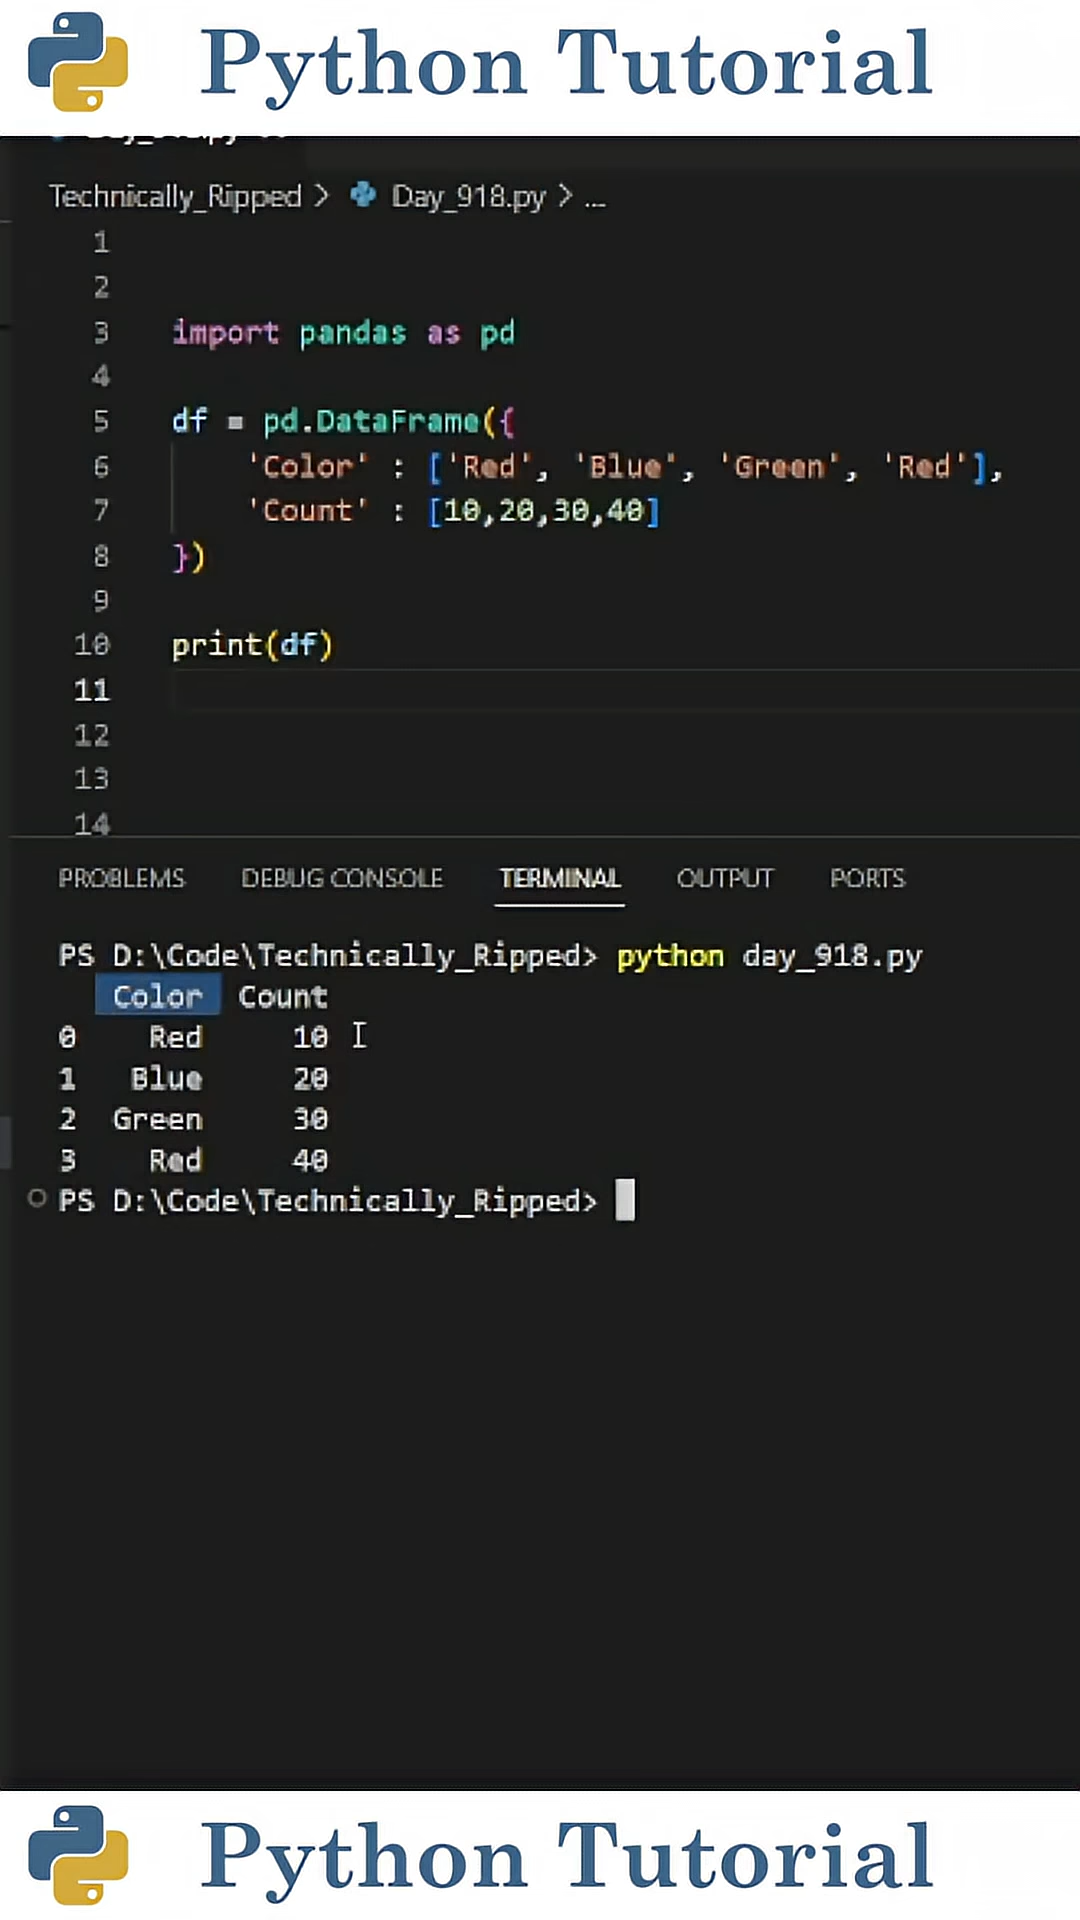 Python Tutorial
Technically_Ripped > Day_918.py > ...
1
2
3 import pandas as pd
4
5 df = pd.DataFrame({
6 'Color' : ['Red', 'Blue', 'Green', 'Red'],
7 'Count' : [10,20,30,40]
8 })
9
10 print(df)
11
12
13
14
PROBLEMS DEBUG CONSOLE TERMINAL OUTPUT PORTS
PS D:\Code\Technically_Ripped> python day_918.py
Color Count
0 Red 10
1 Blue 20
2 Green 30
3 Red 40
PS D:\Code\Technically_Ripped>
Python Tutorial